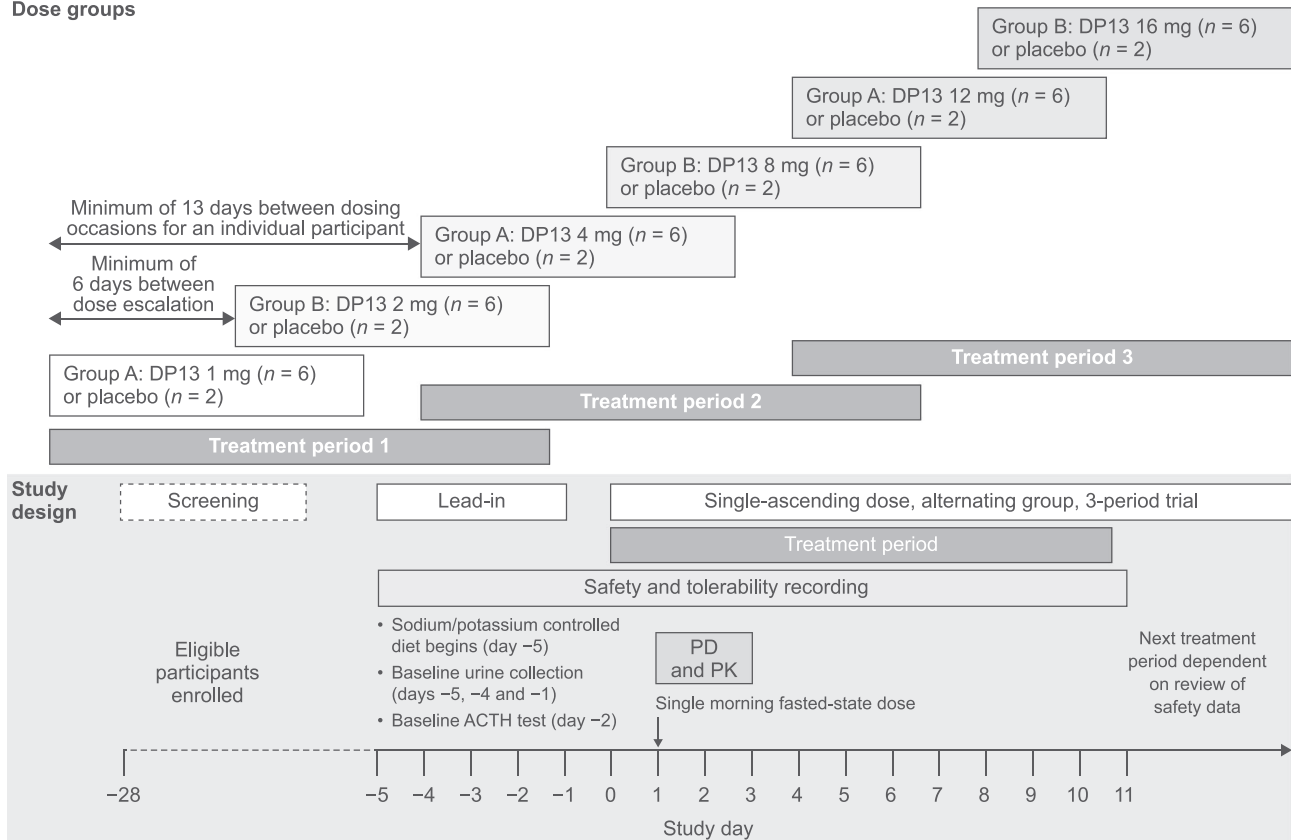 Dose groups
Group B: DP13 16 mg (n = 6)
or placebo (n = 2)
Group A: DP13 12 mg (n = 6)
or placebo (n = 2)
Group B: DP13 8 mg (n = 6)
or placebo (n = 2)
Minimum of 13 days between dosing
occasions for an individual participant
Group A: DP13 4 mg (n = 6)
or placebo (n = 2)
Minimum of
6 days between
dose escalation
Group B: DP13 2 mg (n = 6)
or placebo (n = 2)
Treatment period 3
Group A: DP13 1 mg (n = 6)
or placebo (n = 2)
Treatment period 2
Treatment period 1
Study
design
Screening
Lead-in
Single-ascending dose, alternating group, 3-period trial
Treatment period
Safety and tolerability recording
Eligible
participants
enrolled
• Sodium/potassium controlled
diet begins (day −5)
• Baseline urine collection
(days −5, −4 and −1)
• Baseline ACTH test (day −2)
PD
and PK
Single morning fasted-state dose
Next treatment
period dependent
on review of
safety data
−28 −5 −4 −3 −2 −1 0 1 2 3 4 5 6 7 8 9 10 11
Study day